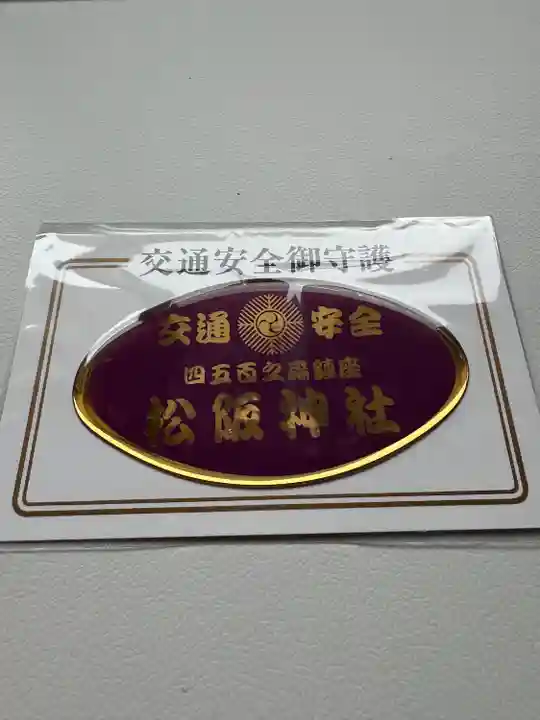 交通安全御守護
交通 安全
四五百之森鎮座
松阪神社